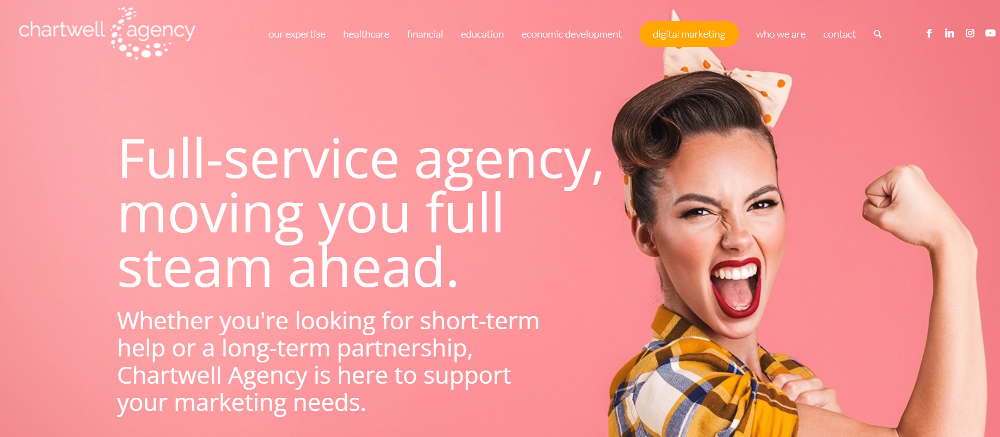 chartwell agency
our expertise healthcare financial education economic development digital marketing who we are contact
Full-service agency,
moving you full
steam ahead.
Whether you're looking for short-term
help or a long-term partnership,
Chartwell Agency is here to support
your marketing needs.